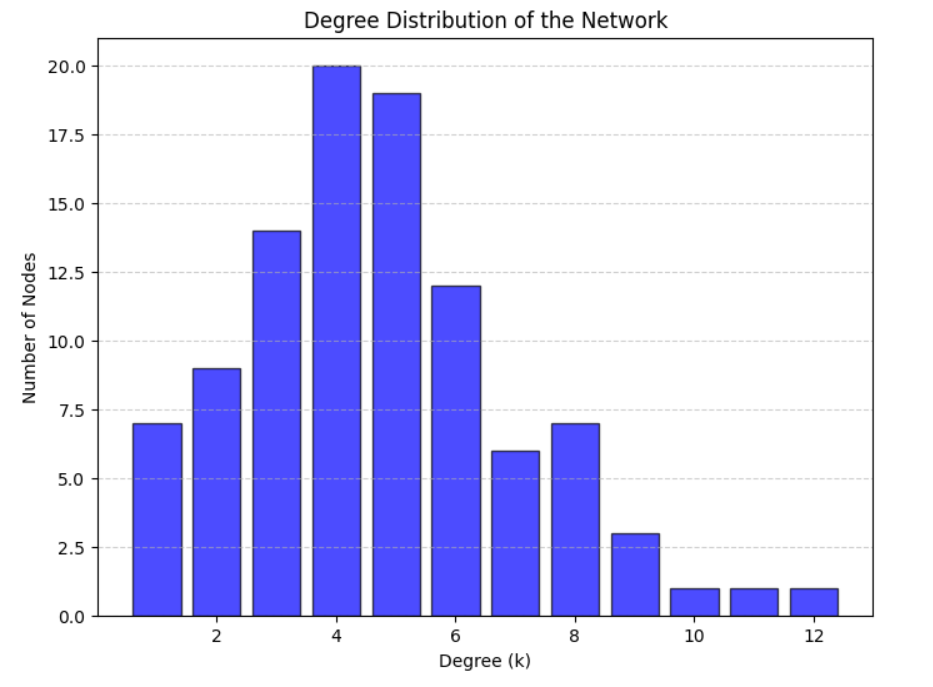 Degree Distribution of the Network
20.0
17.5
15.0
12.5
10.0
7.5
5.0
2.5
0.0
Number of Nodes
2 4 6 8 10 12
Degree (k)